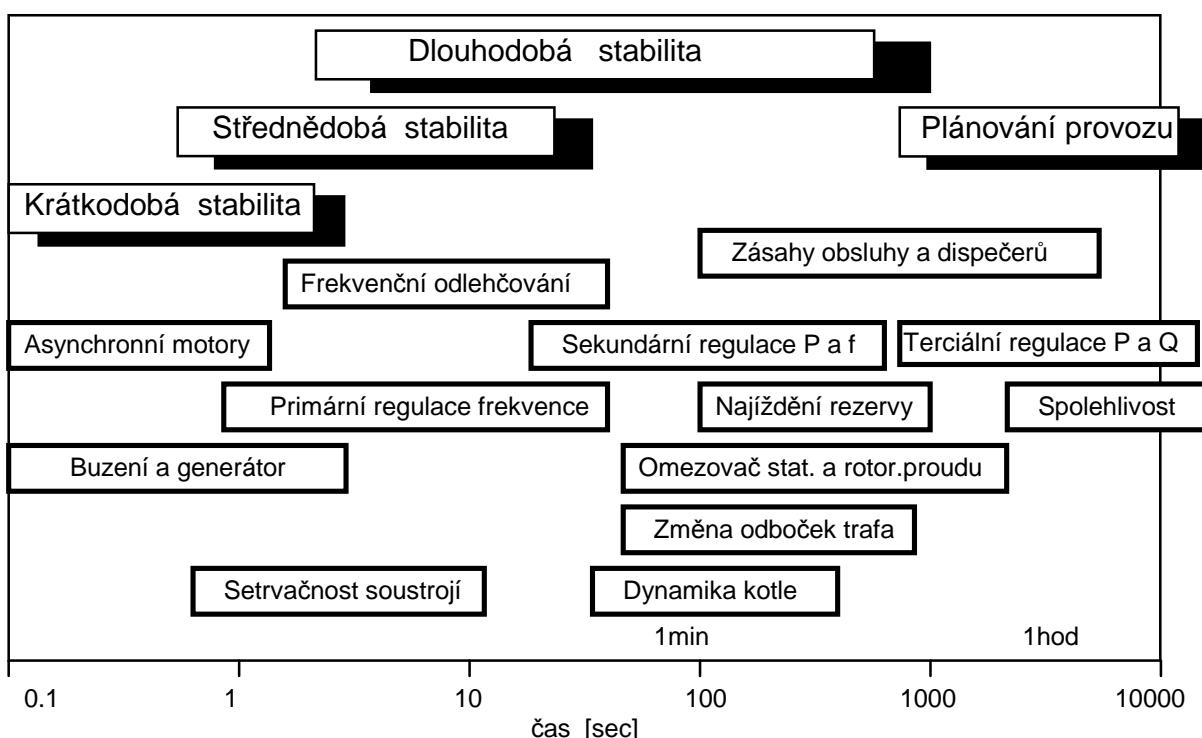 Dlouhodobá stabilita
Střednědobá stabilita
Plánování provozu
Krátkodobá stabilita
Zásahy obsluhy a dispečerů
Frekvenční odlehčování
Asynchronní motory
Sekundární regulace P a f
Terciální regulace P a Q
Primární regulace frekvence
Najíždění rezervy
Spolehlivost
Buzení a generátor
Omezovač stat. a rotor.proudu
Změna odboček trafa
Setrvačnost soustrojí
Dynamika kotle
1min
1hod
0.1
1
10
100
1000
10000
čas [sec]